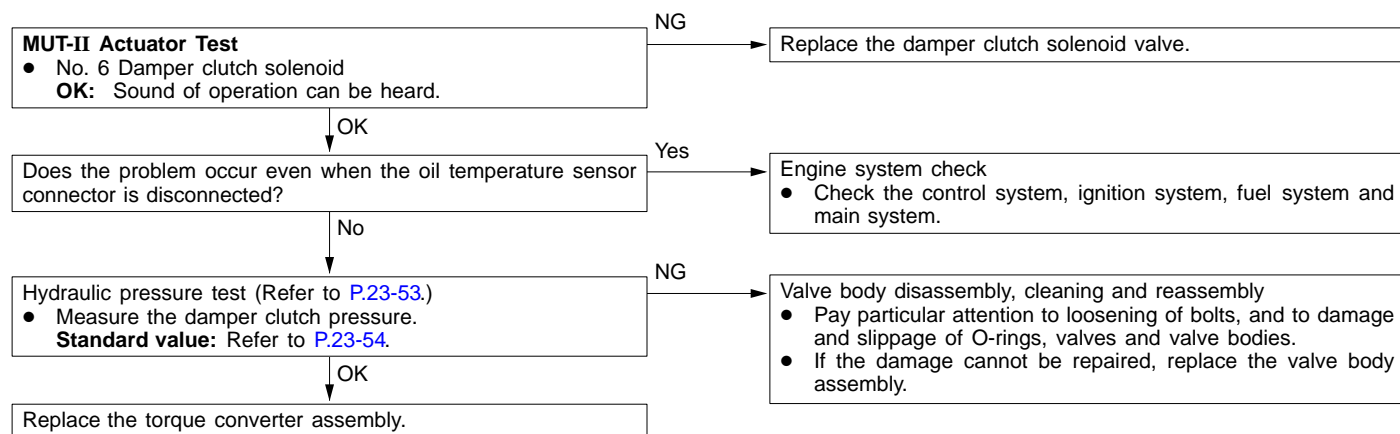 MUT-II Actuator Test
● No. 6 Damper clutch solenoid
OK: Sound of operation can be heard.
NG
Replace the damper clutch solenoid valve.
OK
Does the problem occur even when the oil temperature sensor
connector is disconnected?
Yes
Engine system check
● Check the control system, ignition system, fuel system and
main system.
No
Hydraulic pressure test (Refer to P.23-53.)
● Measure the damper clutch pressure.
Standard value: Refer to P.23-54.
NG
Valve body disassembly, cleaning and reassembly
● Pay particular attention to loosening of bolts, and to damage
and slippage of O-rings, valves and valve bodies.
● If the damage cannot be repaired, replace the valve body
assembly.
OK
Replace the torque converter assembly.